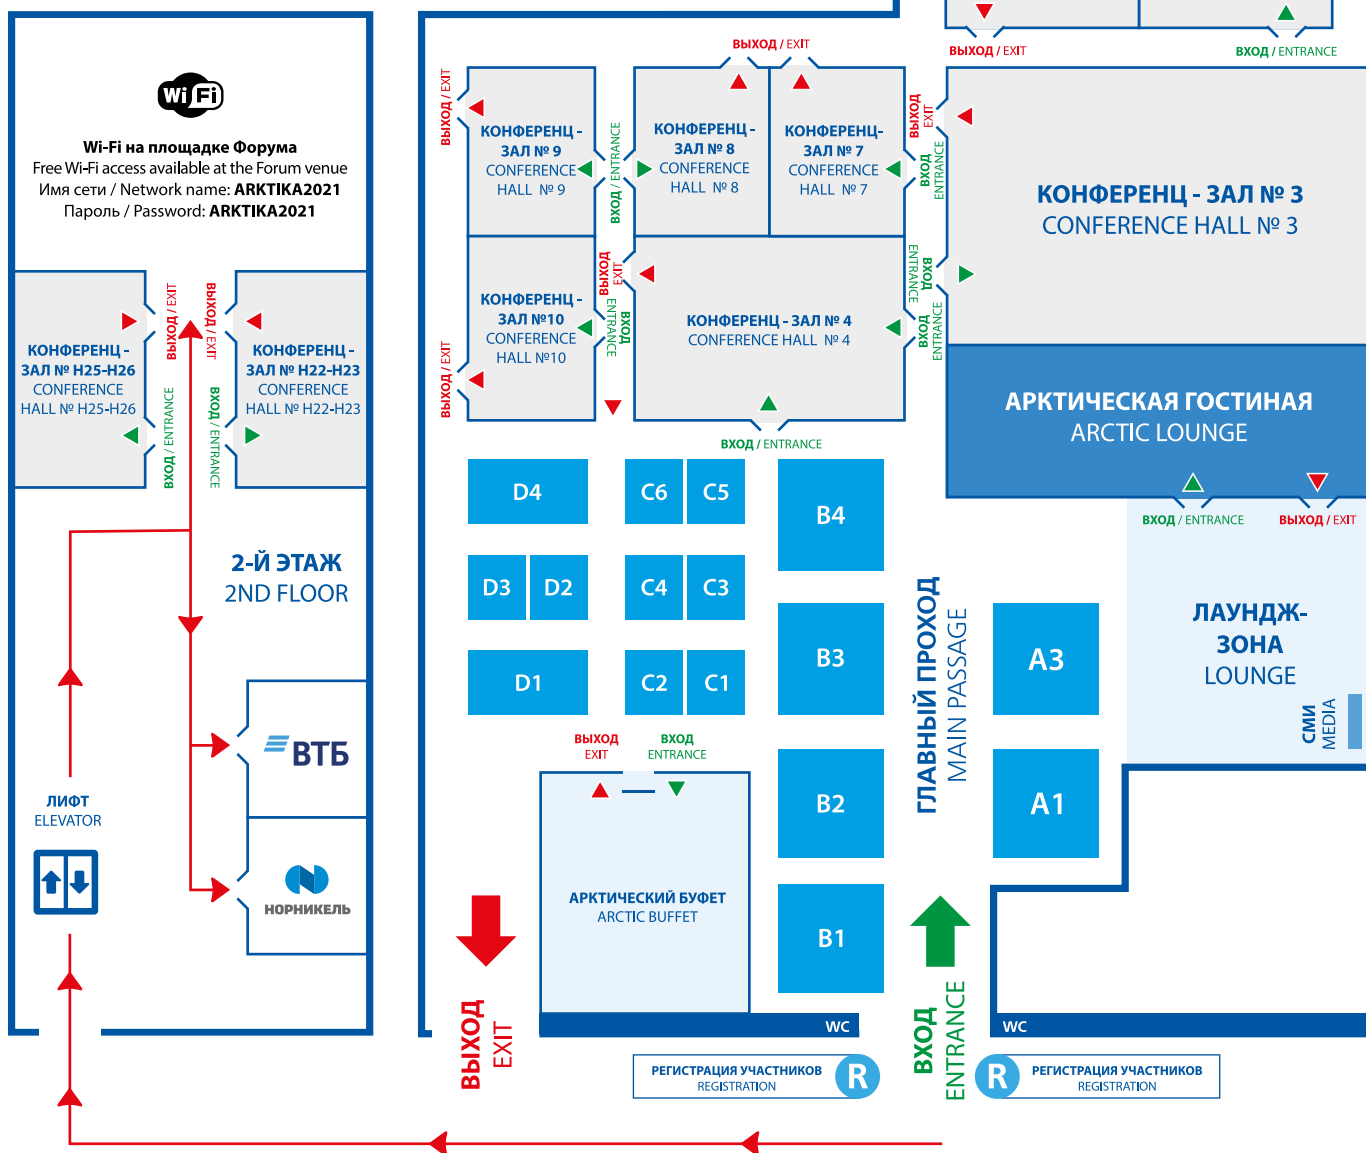 Wi Fi
Wi-Fi на площадке Форума
Free Wi-Fi access available at the Forum venue
Имя сети / Network name: ARKTIKA2021
Пароль / Password: ARKTIKA2021
ВЫХОД / EXIT
ВЫХОД / EXIT
КОНФЕРЕНЦ -
ЗАЛ № H25-H26
CONFERENCE
HALL № H25-H26
КОНФЕРЕНЦ -
ЗАЛ № H22-H23
CONFERENCE
HALL № H22-H23
ВХОД / ENTRANCE
ВХОД / ENTRANCE
2-Й ЭТАЖ
2ND FLOOR
ВТБ
НОРНИКЕЛЬ
ЛИФТ
ELEVATOR
ВЫХОД / EXIT
ВЫХОД / EXIT
ВХОД / ENTRANCE
ВЫХОД / EXIT
КОНФЕРЕНЦ -
ЗАЛ № 9
CONFERENCE
HALL № 9
ВХОД / ENTRANCE
КОНФЕРЕНЦ -
ЗАЛ № 8
CONFERENCE
HALL № 8
КОНФЕРЕНЦ-
ЗАЛ № 7
CONFERENCE
HALL № 7
ВЫХОД
EXIT
ВХОД
ENTRANCE
КОНФЕРЕНЦ - ЗАЛ № 3
CONFERENCE HALL № 3
КОНФЕРЕНЦ -
ЗАЛ №10
CONFERENCE
HALL №10
ВЫХОД / EXIT
ВЫХОД
EXIT
ВХОД
ENTRANCE
КОНФЕРЕНЦ - ЗАЛ № 4
CONFERENCE HALL № 4
ВХОД
ENTRANCE
ВХОД
ENTRANCE
ВХОД / ENTRANCE
АРКТИЧЕСКАЯ ГОСТИНАЯ
ARCTIC LOUNGE
ВХОД / ENTRANCE
ВЫХОД / EXIT
D4
C6
C5
B4
D3
D2
C4
C3
B3
D1
C2
C1
B2
B1
ГЛАВНЫЙ ПРОХОД
MAIN PASSAGE
A3
A1
ЛАУНДЖ-
ЗОНА
LOUNGE
СМИ
MEDIA
ВЫХОД
EXIT
ВХОД
ENTRANCE
АРКТИЧЕСКИЙ БУФЕТ
ARCTIC BUFFET
ВЫХОД
EXIT
ВХОД
ENTRANCE
WC
WC
РЕГИСТРАЦИЯ УЧАСТНИКОВ
REGISTRATION
R
R
РЕГИСТРАЦИЯ УЧАСТНИКОВ
REGISTRATION